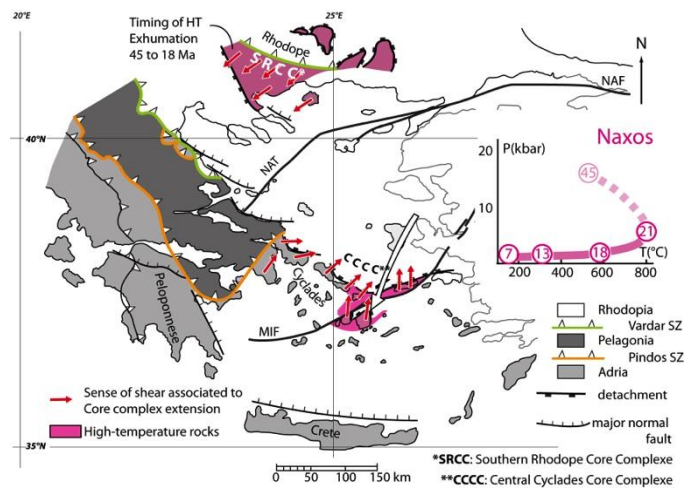 20°E
25°E
Timing of HT
Exhumation
45 to 18 Ma
Rhodope
SRCC*
N
NAF
40°N
NAT
Naxos
P(kbar)
20
10
45
21
7
13
18
T(°C)
0
200
400
600
800
CCCC**
Cyclades
Peloponnese
MIF
Rhodopia
Vardar SZ
Pelagonia
Pindos SZ
Adria
detachment
major normal
fault
Sense of shear associated to
Core complex extension
High-temperature rocks
Crete
35°N
0
50
100
150 km
*SRCC: Southern Rhodope Core Complexe
**CCCC: Central Cyclades Core Complexe